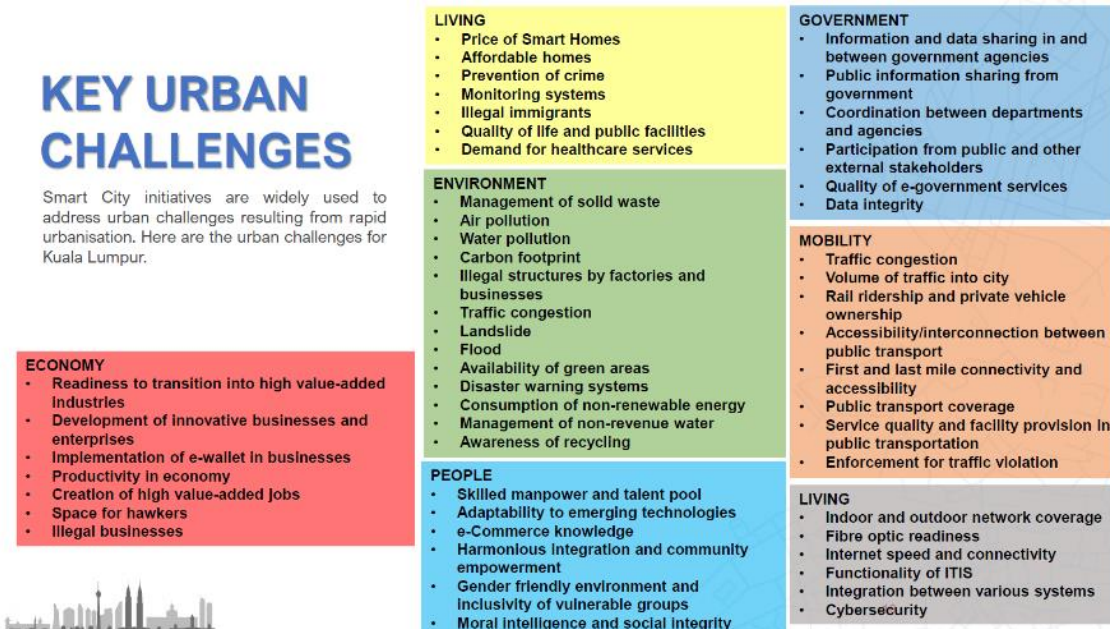 KEY URBAN
CHALLENGES
Smart City initiatives are widely used to
address urban challenges resulting from rapid
urbanisation. Here are the urban challenges for
Kuala Lumpur.
ECONOMY
• Readiness to transition into high value-added
industries
• Development of innovative businesses and
enterprises
• Implementation of e-wallet in businesses
• Productivity in economy
• Creation of high value-added jobs
• Space for hawkers
• Illegal businesses
LIVING
• Price of Smart Homes
• Affordable homes
• Prevention of crime
• Monitoring systems
• Illegal immigrants
• Quality of life and public facilities
• Demand for healthcare services
ENVIRONMENT
• Management of solid waste
• Air pollution
• Water pollution
• Carbon footprint
• Illegal structures by factories and
businesses
• Traffic congestion
• Landslide
• Flood
• Availability of green areas
• Disaster warning systems
• Consumption of non-renewable energy
• Management of non-revenue water
• Awareness of recycling
PEOPLE
• Skilled manpower and talent pool
• Adaptability to emerging technologies
• e-Commerce knowledge
• Harmonious integration and community
empowerment
• Gender friendly environment and
inclusivity of vulnerable groups
• Moral intelligence and social integrity
GOVERNMENT
• Information and data sharing in and
between government agencies
• Public information sharing from
government
• Coordination between departments
and agencies
• Participation from public and other
external stakeholders
• Quality of e-government services
• Data integrity
MOBILITY
• Traffic congestion
• Volume of traffic into city
• Rail ridership and private vehicle
ownership
• Accessibility/interconnection between
public transport
• First and last mile connectivity and
accessibility
• Public transport coverage
• Service quality and facility provision in
public transportation
• Enforcement for traffic violation
LIVING
• Indoor and outdoor network coverage
• Fibre optic readiness
• Internet speed and connectivity
• Functionality of ITIS
• Integration between various systems
• Cybersecurity